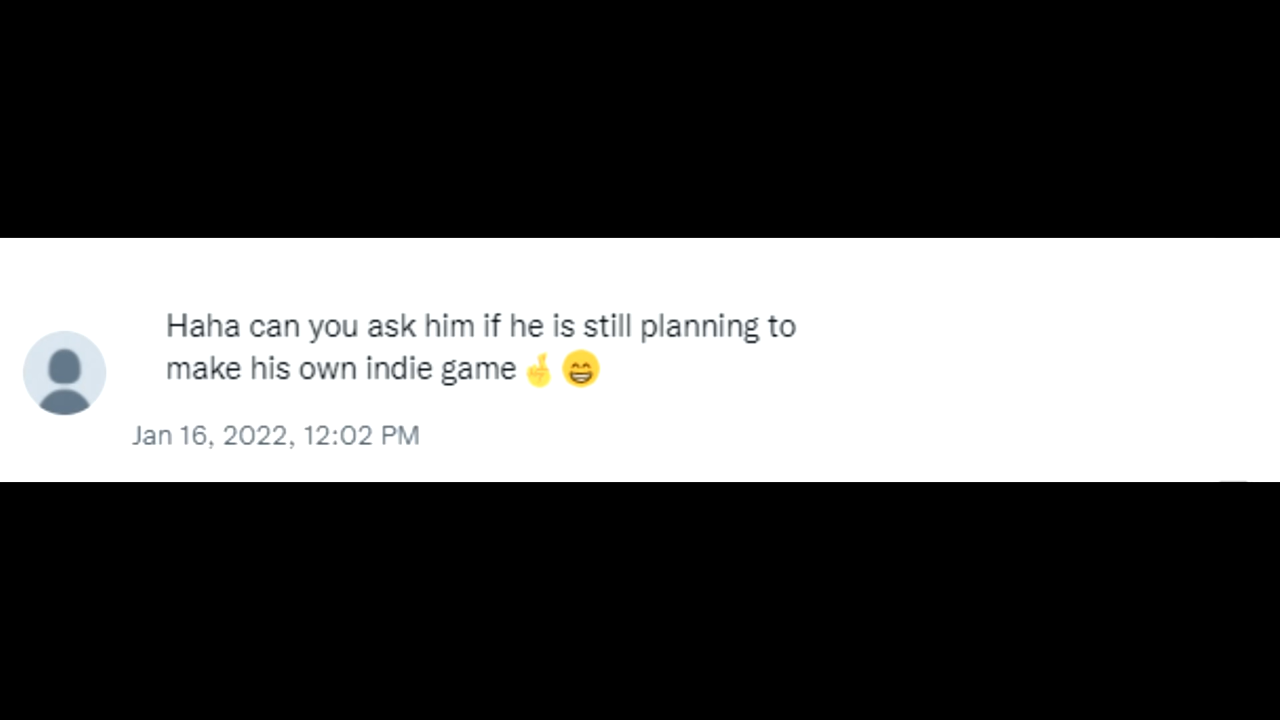 Haha can you ask him if he is still planning to
make his own indie game 🤞 😁
Jan 16, 2022, 12:02 PM